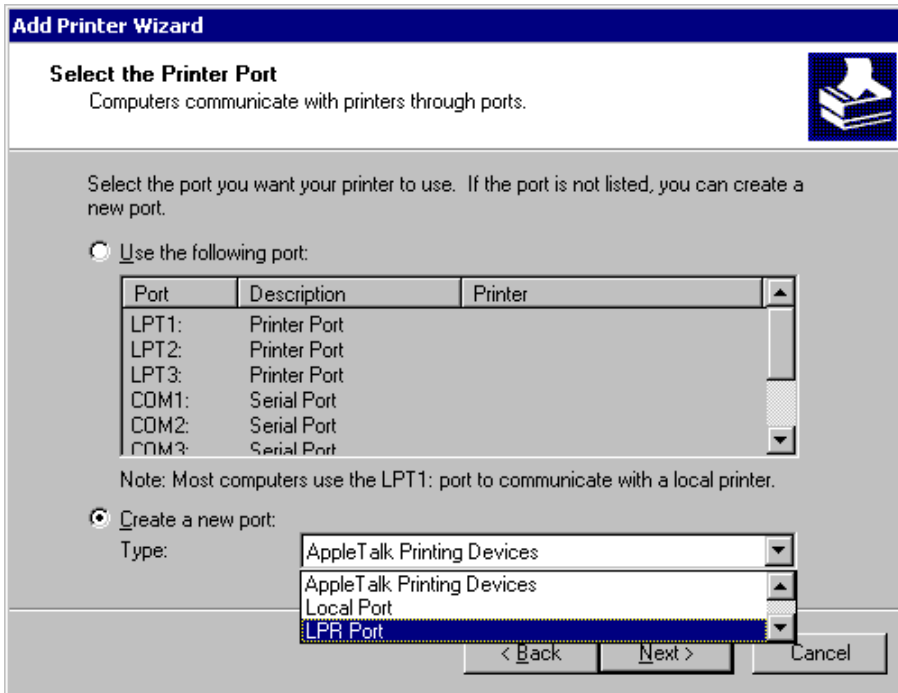 Add Printer Wizard
Select the Printer Port
Computers communicate with printers through ports.
Select the port you want your printer to use. If the port is not listed, you can create a
new port.
Use the following port:
Port Description Printer
LPT1: Printer Port
LPT2: Printer Port
LPT3: Printer Port
COM1: Serial Port
COM2: Serial Port
COM3: Serial Port
Note: Most computers use the LPT1: port to communicate with a local printer.
Create a new port:
Type: AppleTalk Printing Devices
AppleTalk Printing Devices
Local Port
LPR Port
< Back Next > Cancel